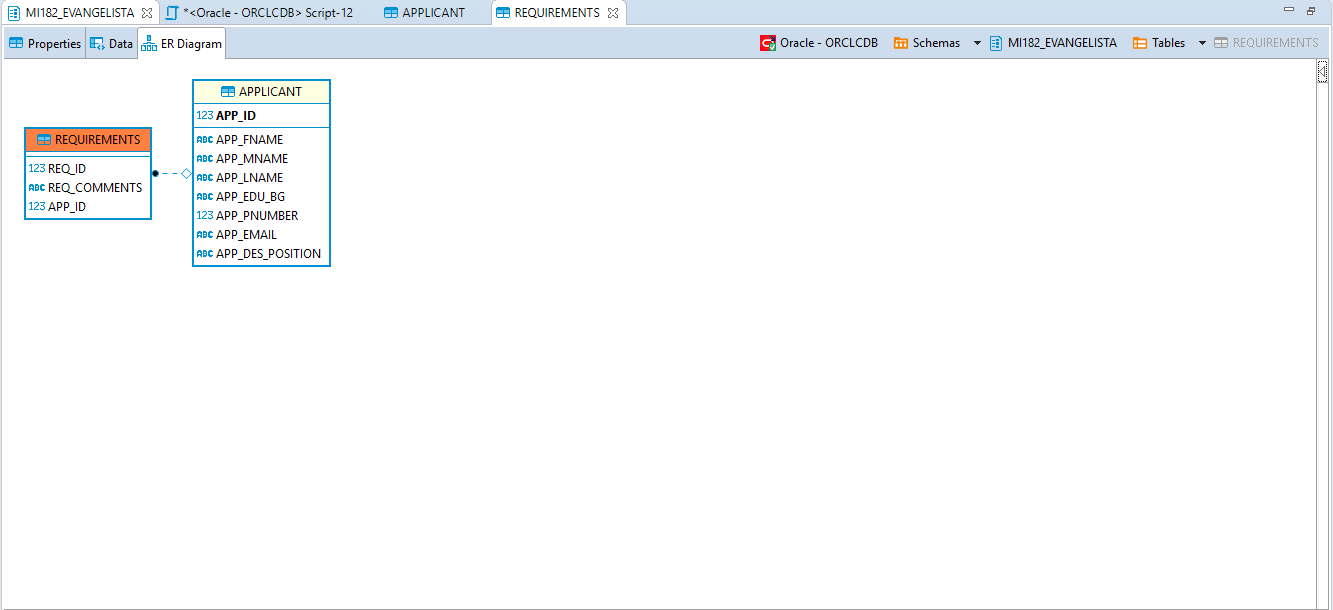 MI182_EVANGELISTA
*<Oracle - ORCLCDB> Script-12
APPLICANT
REQUIREMENTS
Properties
Data
ER Diagram
Oracle - ORCLCDB
Schemas
MI182_EVANGELISTA
Tables
REQUIREMENTS
REQUIREMENTS
123 REQ_ID
ABC REQ_COMMENTS
123 APP_ID
APPLICANT
123 APP_ID
ABC APP_FNAME
ABC APP_MNAME
ABC APP_LNAME
ABC APP_EDU_BG
123 APP_PNUMBER
ABC APP_EMAIL
ABC APP_DES_POSITION